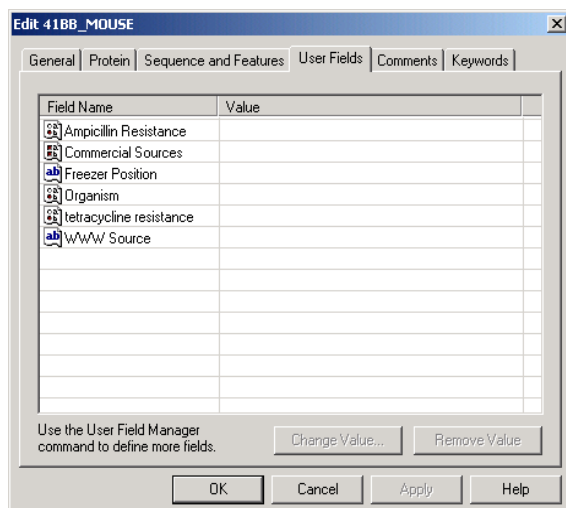 Edit 41BB_MOUSE
General Protein Sequence and Features User Fields Comments Keywords
Field Name Value
Ampicillin Resistance
Commercial Sources
ab Freezer Position
Organism
tetracycline resistance
ab WWW Source
Use the User Field Manager
command to define more fields.
Change Value... Remove Value
OK Cancel Apply Help